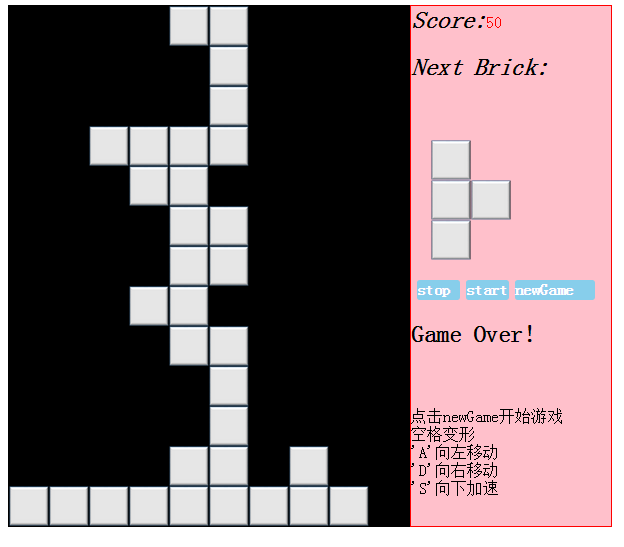 Score:50
Next Brick:
stop start newGame
Game Over!
点击newGame开始游戏
空格变形
'A'向左移动
'D'向右移动
'S'向下加速